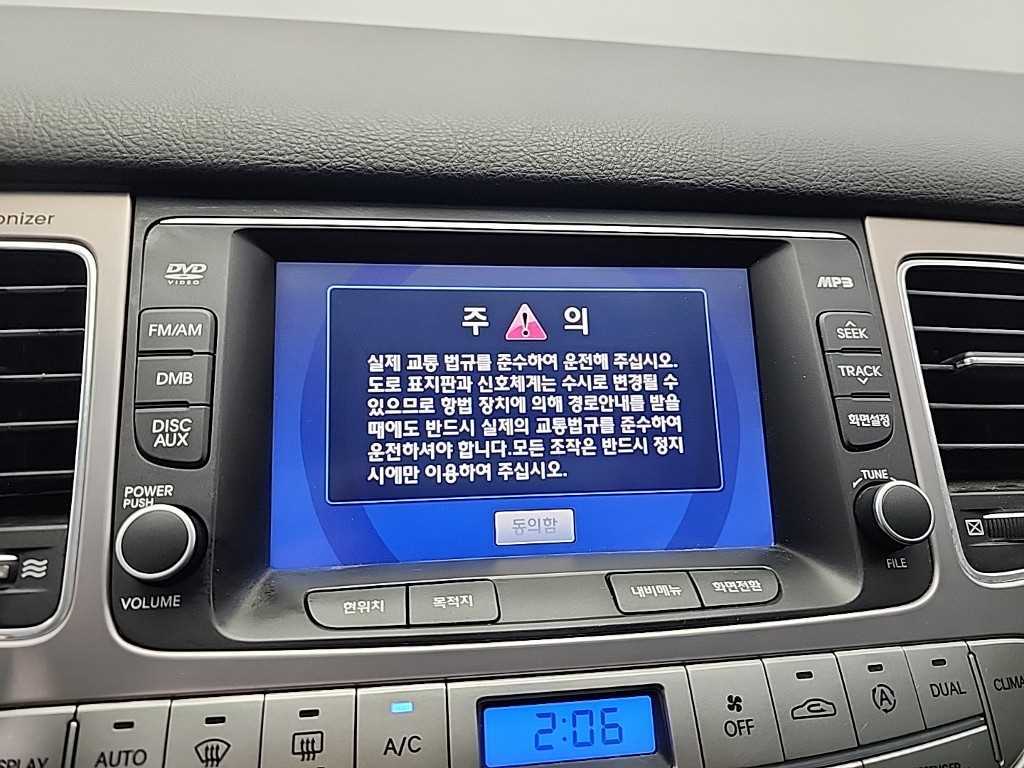 onizer
DVD
VIDEO
MP3
FM/AM
DMB
DISC
AUX
POWER
PUSH
VOLUME
주 의
실제 교통 법규를 준수하여 운전해 주십시오.
도로 표지판과 신호체계는 수시로 변경될 수
있으므로 항법 장치에 의해 경로안내를 받을
때에도 반드시 실제의 교통법규를 준수하여
운전하셔야 합니다.모든 조작은 반드시 정지
시에만 이용하여 주십시오.
동의함
SEEK
TRACK
화면설정
TUNE
FILE
현위치
목적지
내비메뉴
화면전환
AUTO
A/C
2:06
OFF
DUAL
CLIMA